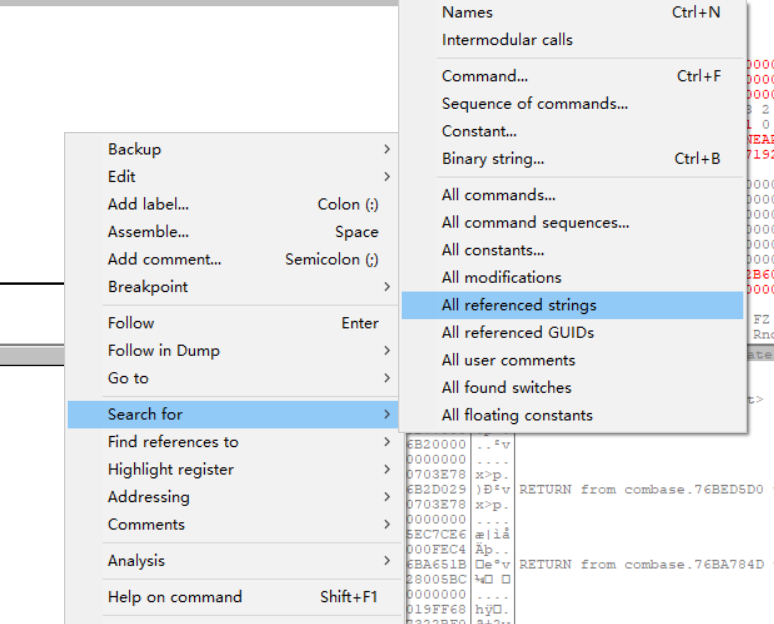 Names Ctrl+N
Intermodular calls
Command... Ctrl+F
Sequence of commands...
Constant...
Binary string... Ctrl+B
All commands...
All command sequences...
All constants...
All modifications
All referenced strings
All referenced GUIDs
All user comments
All found switches
All floating constants
Backup
Edit
Add label... Colon (:)
Assemble... Space
Add comment... Semicolon (;)
Breakpoint
Follow Enter
Follow in Dump
Go to
Search for
Find references to
Highlight register
Addressing
Comments
Analysis
Help on command Shift+F1
FZ
6B20000
0000000
0703E78 x>p.
6B2D029 )Ð²v RETURN from combase.76BED5D0
0703E78 x>p.
0000000 ....
5EC7CE6 æ|ìå
000FEC4 Äþ..
6BA651B RETURN from combase.76BA784D
28005BC
0000000 ....
019FF68